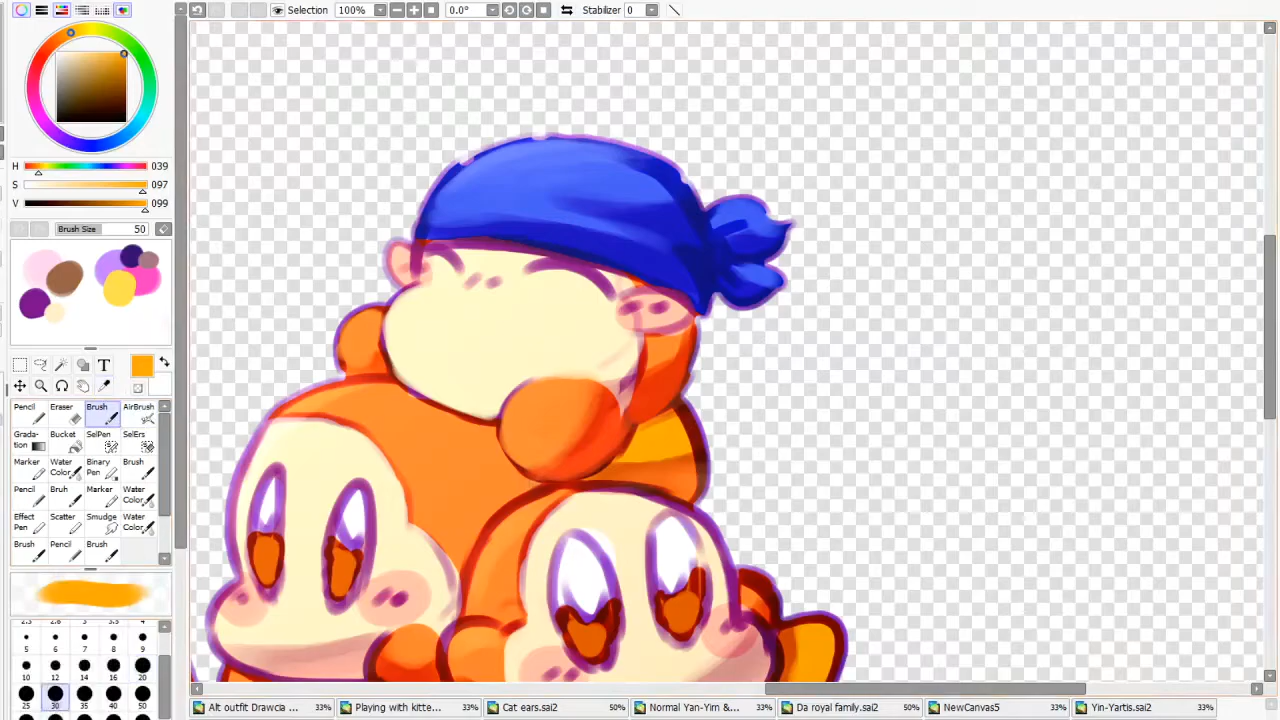 Selection 100% 0.0° Stabilizer 0
H 039
S 097
V 099
Brush Size 50
T
Pencil Eraser Brush AirBrush
Grada-tion Bucket SelPen SelErs
Marker Water Color Binary Pen Brush
Pencil Bruh Marker Water Color
Effect Pen Scatter Smudge Water Color
Brush Pencil Brush
5 6 7 8 9
10 12 14 16 20
25 30 35 40 50
Alt outfit Drawcia ... 33% Playing with kitte... 33% Cat ears.sai2 50% Normal Yan-Yim &... 33% Da royal family.sai2 50% NewCanvas5 33% Yin-Yartis.sai2 33%